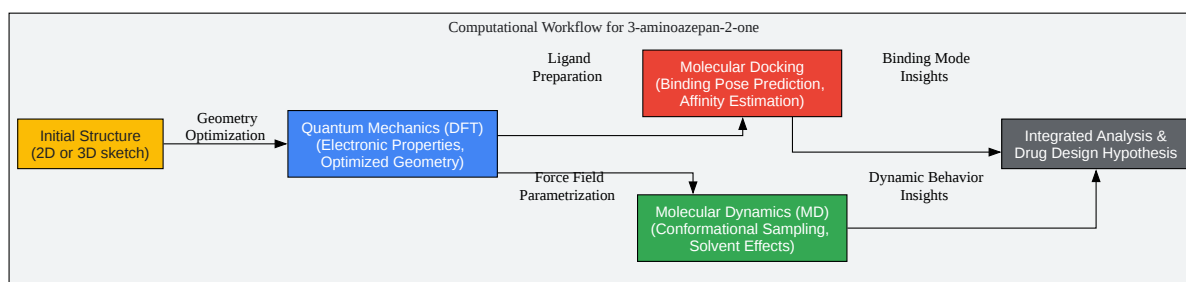 Computational Workflow for 3-aminoazepan-2-one
Initial Structure
(2D or 3D sketch)
Geometry
Optimization
Quantum Mechanics (DFT)
(Electronic Properties,
Optimized Geometry)
Ligand
Preparation
Molecular Docking
(Binding Pose Prediction,
Affinity Estimation)
Binding Mode
Insights
Force Field
Parametrization
Molecular Dynamics (MD)
(Conformational Sampling,
Solvent Effects)
Dynamic Behavior
Insights
Integrated Analysis &
Drug Design Hypothesis